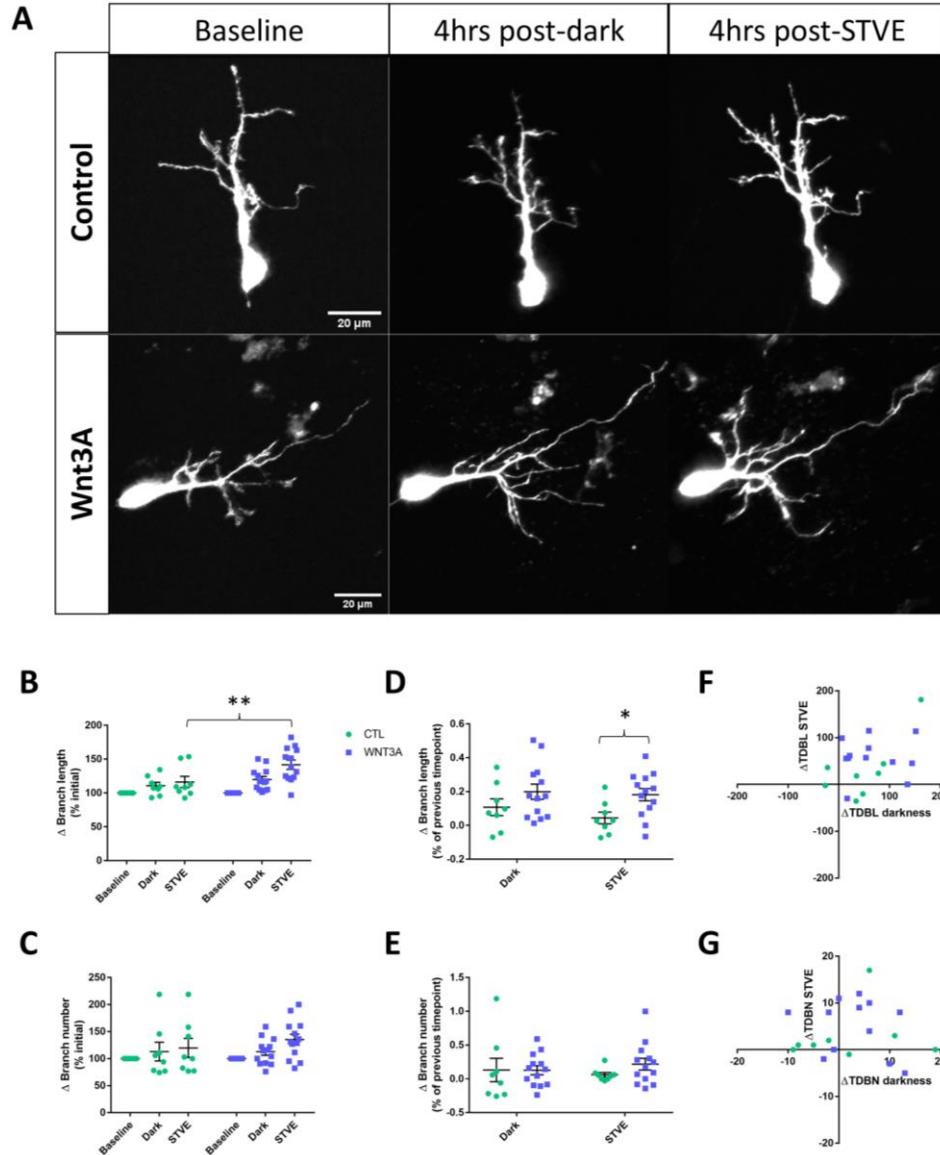 A
Baseline
4hrs post-dark
4hrs post-STVE
Control
20 µm
Wnt3A
20 µm
B
Δ Branch length
(% initial)
200
150
100
50
0
Baseline
Dark
STVE
Baseline
Dark
STVE
**
CTL
WNT3A
D
Δ Branch length
(% of previous timepoint)
0.6
0.4
0.2
0.0
0.2
Dark
STVE
*
F
ΔTDBL STVE
200
100
-100
-200
-200
-100
100
ΔTDBL darkness
C
Δ Branch number
(% initial)
250
200
150
100
50
0
Baseline
Dark
STVE
Baseline
Dark
STVE
E
Δ Branch number
(% of previous timepoint)
1.5
1.0
0.5
0.0
-0.5
Dark
STVE
G
ΔTDBN STVE
20
10
-10
-20
-20
-10
10
ΔTDBN darkness